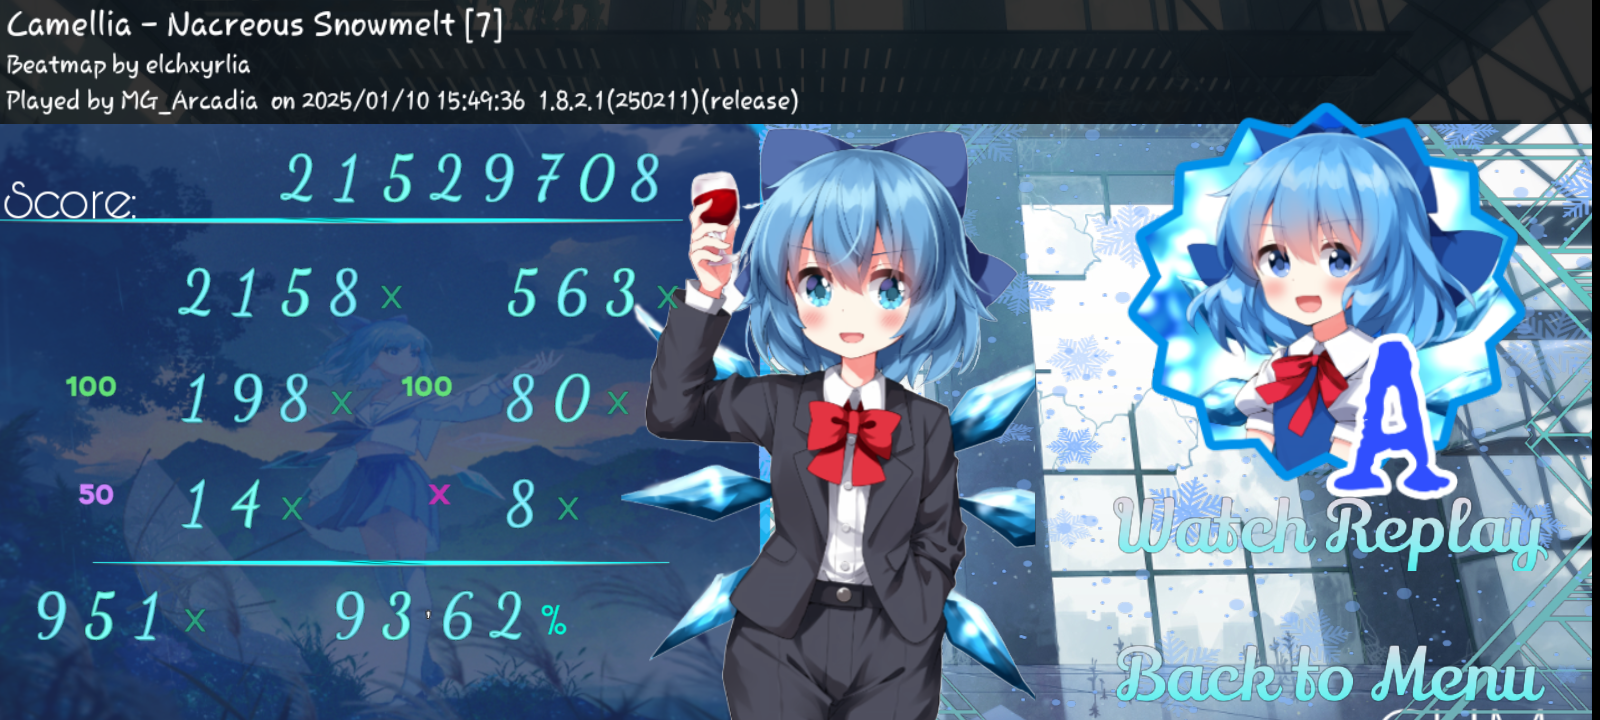 Camellia - Nacreous Snowmelt [7]
Beatmap by elchxyrlia
Played by MG_Arcadia on 2025/01/10 15:49:36 1.8.2.1(250211)(release)
Score: 21529708
2158x 563x
100 198x 100 80x
50 14x X 8x
951x 93'62%
A
Watch Replay
Back to Menu